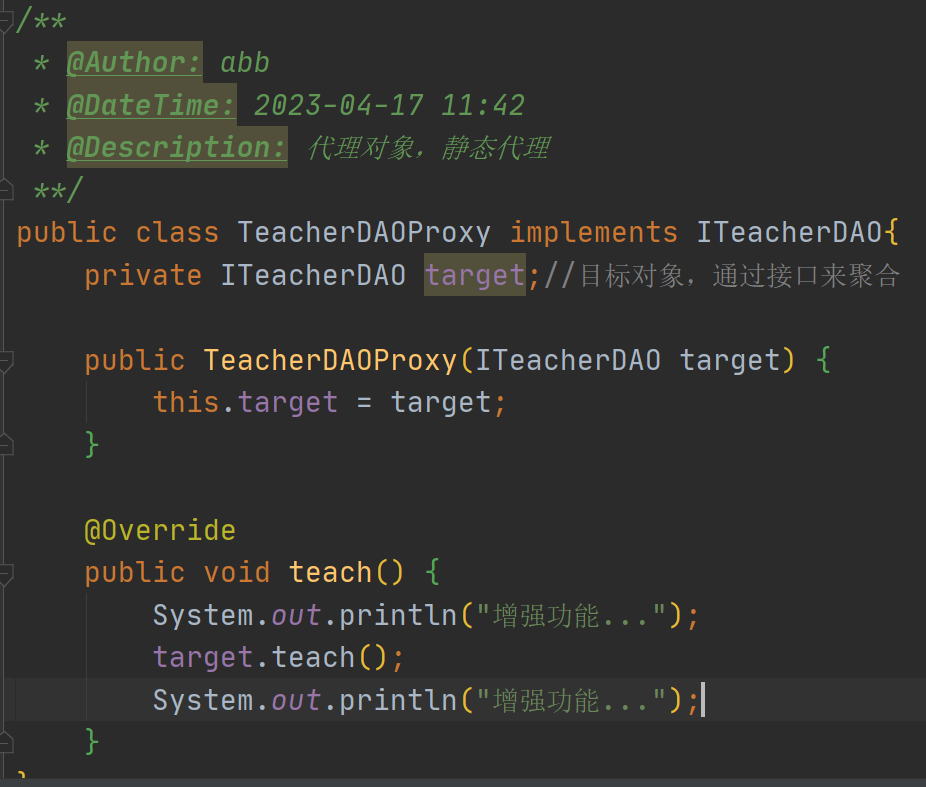 /**
 * @Author: abb
 * @DateTime: 2023-04-17 11:42
 * @Description: 代理对象，静态代理
 **/
public class TeacherDAOProxy implements ITeacherDAO{
    private ITeacherDAO target;//目标对象，通过接口来聚合
    public TeacherDAOProxy(ITeacherDAO target) {
        this.target = target;
    }
    @Override
    public void teach() {
        System.out.println("增强功能...");
        target.teach();
        System.out.println("增强功能...");
    }
}